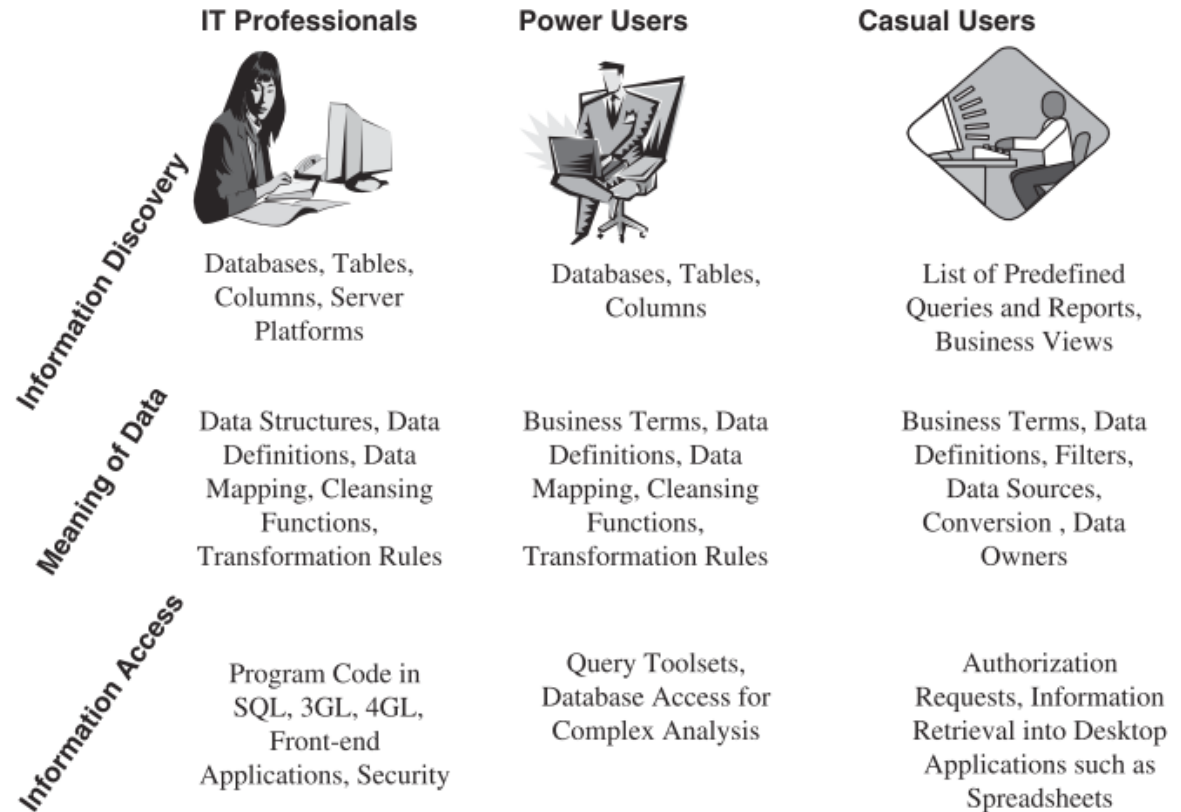 IT Professionals
Power Users
Casual Users
Information Discovery
Databases, Tables,
Columns, Server
Platforms
Databases, Tables,
Columns
List of Predefined
Queries and Reports,
Business Views
Meaning of Data
Data Structures, Data
Definitions, Data
Mapping, Cleansing
Functions,
Transformation Rules
Business Terms, Data
Definitions, Data
Mapping, Cleansing
Functions,
Transformation Rules
Business Terms, Data
Definitions, Filters,
Data Sources,
Conversion , Data
Owners
Information Access
Program Code in
SQL, 3GL, 4GL,
Front-end
Applications, Security
Query Toolsets,
Database Access for
Complex Analysis
Authorization
Requests, Information
Retrieval into Desktop
Applications such as
Spreadsheets